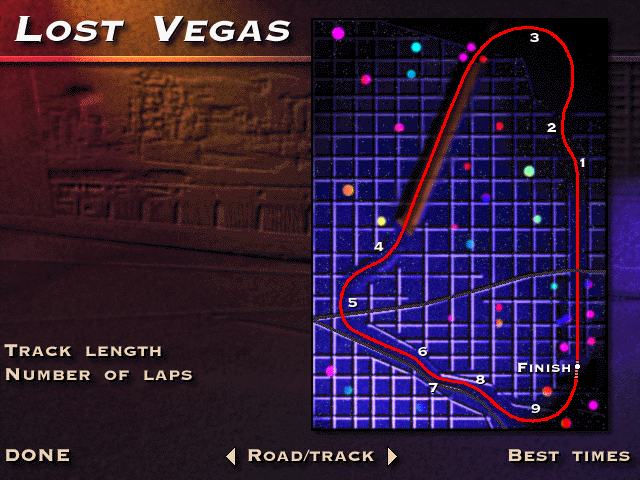 Lost Vegas
3
2
1
4
5
6
Finish
8
7
9
Track length
Number of laps
DONE
Road/track
Best times